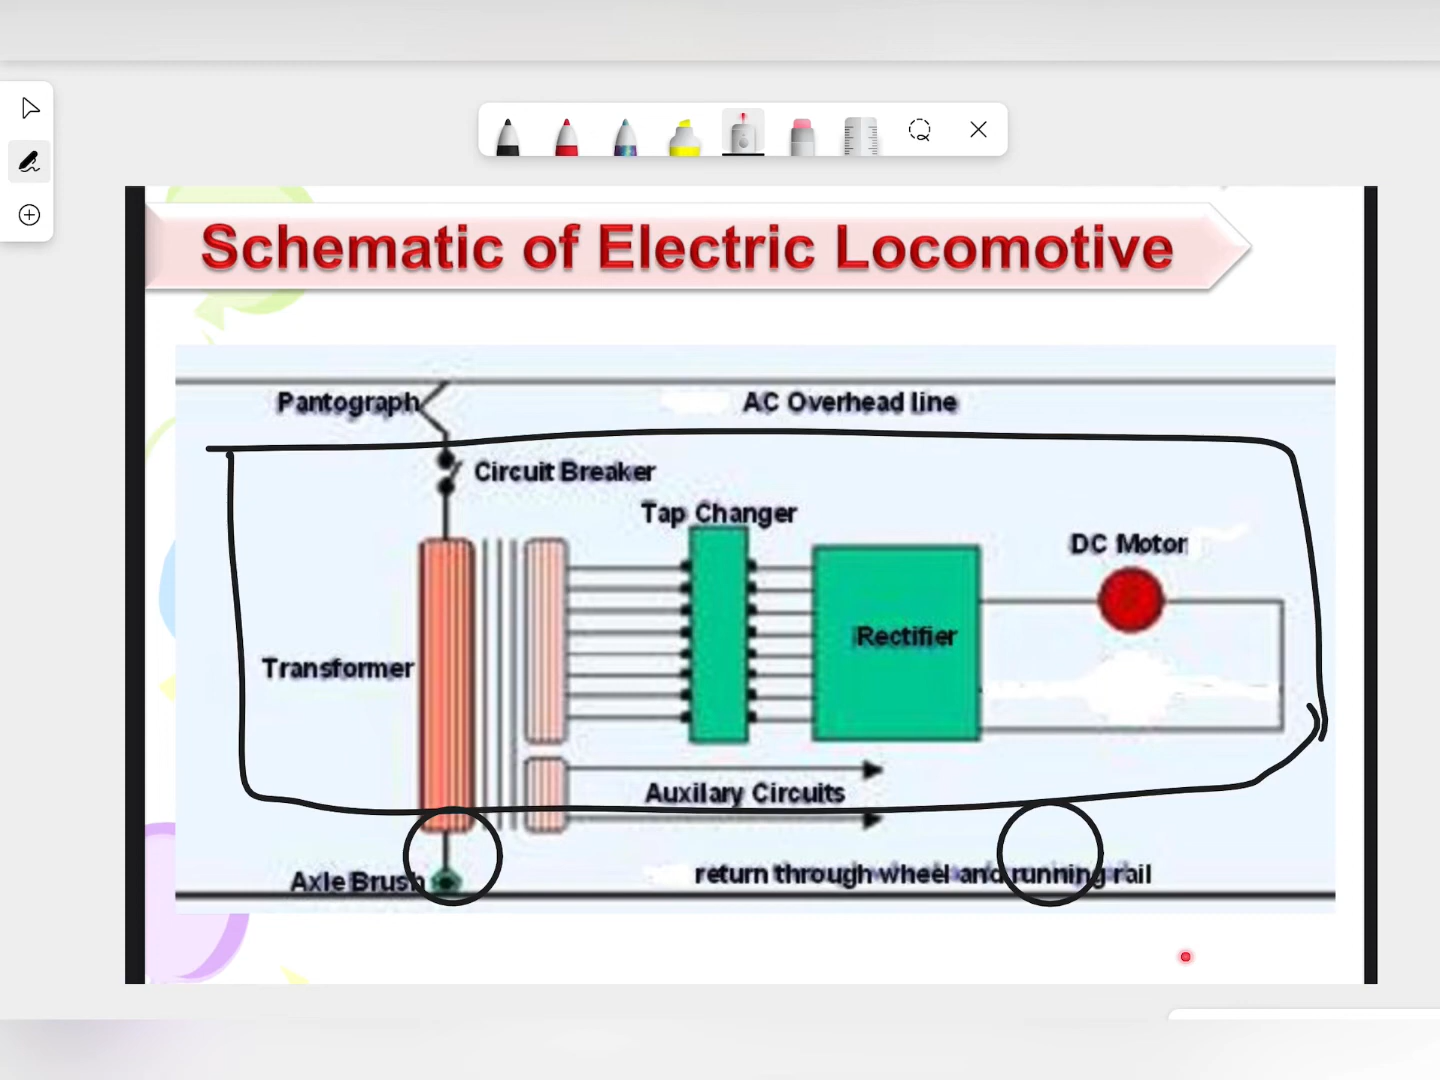 Schematic of Electric Locomotive
Pantograph
AC Overhead line
Circuit Breaker
Tap Changer
DC Motor
Rectifier
Transformer
Auxilary Circuits
Axle Brush
return through wheel and running rail